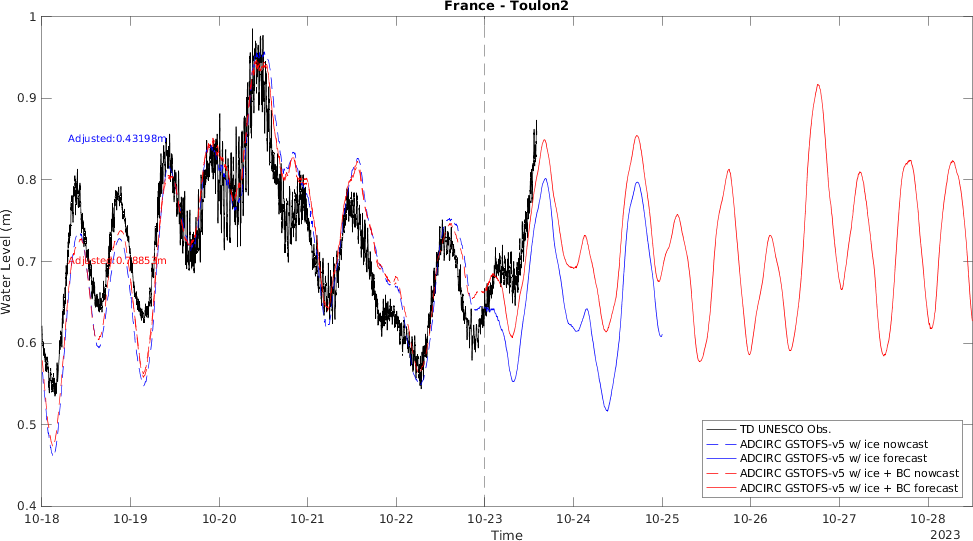 France - Toulon2
Water Level (m)
1
0.9
0.8
0.7
0.6
0.5
0.4
Adjusted:0.43198m
10-18
10-19
10-20
10-21
10-22
10-23
10-24
10-25
10-26
10-27
10-28
2023
Time
TD UNESCO Obs.
ADCIRC GSTOFS-v5 w/ ice nowcast
ADCIRC GSTOFS-v5 w/ ice forecast
ADCIRC GSTOFS-v5 w/ ice + BC nowcast
ADCIRC GSTOFS-v5 w/ ice + BC forecast